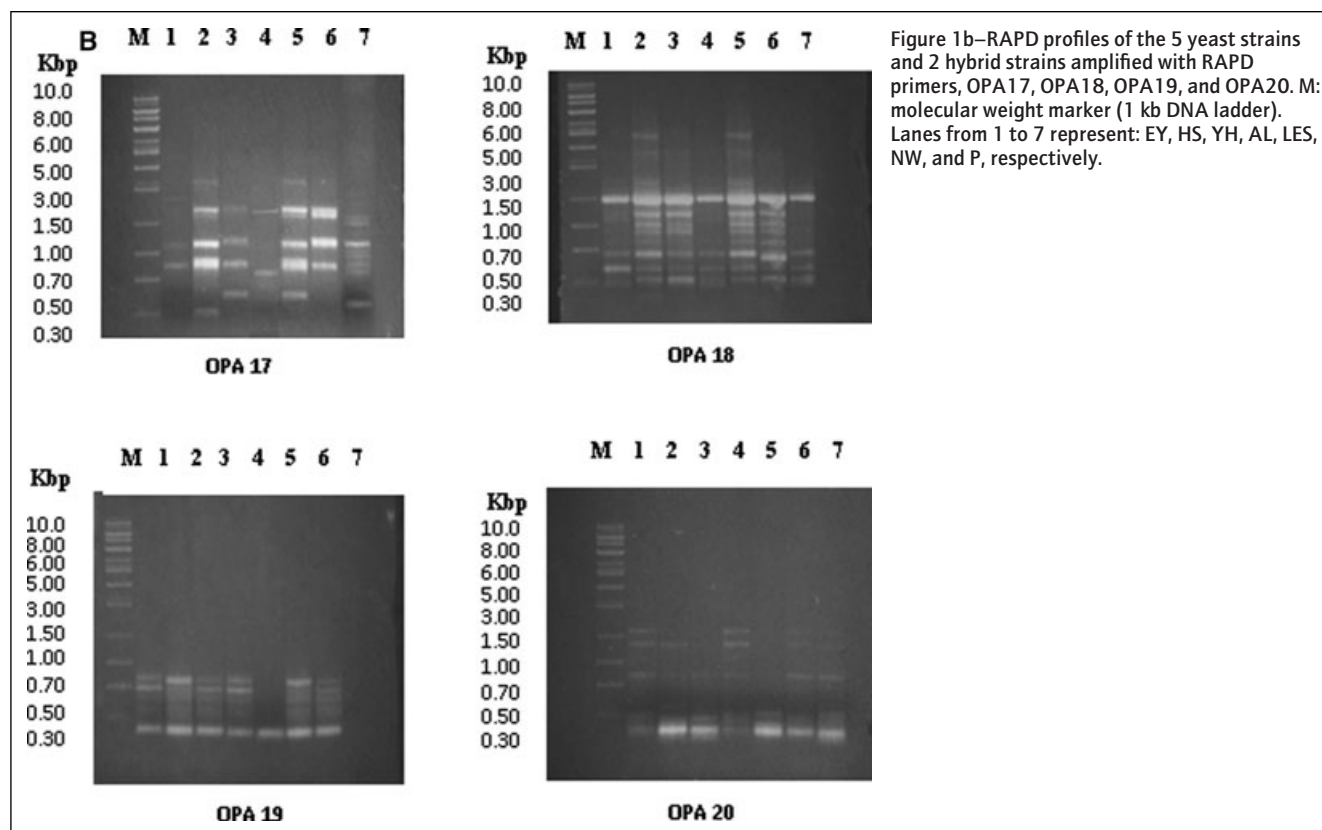 B
M 1 2 3 4 5 6 7
Kbp
10.0
8.00
6.00
5.00
3.00
1.50
1.00
0.70
0.50
0.30
OPA 17
M 1 2 3 4 5 6 7
Kbp
10.0
8.00
6.00
5.00
3.00
1.50
1.00
0.70
0.50
0.30
OPA 18
Figure 1b–RAPD profiles of the 5 yeast strains
and 2 hybrid strains amplified with RAPD
primers, OPA17, OPA18, OPA19, and OPA20. M:
molecular weight marker (1 kb DNA ladder).
Lanes from 1 to 7 represent: EY, HS, YH, AL, LES,
NW, and P, respectively.
M 1 2 3 4 5 6 7
Kbp
10.0
8.00
6.00
5.00
3.00
1.50
1.00
0.70
0.50
0.30
OPA 19
M 1 2 3 4 5 6 7
Kbp
10.0
8.00
6.00
5.00
3.00
1.50
1.00
0.70
0.50
0.30
OPA 20